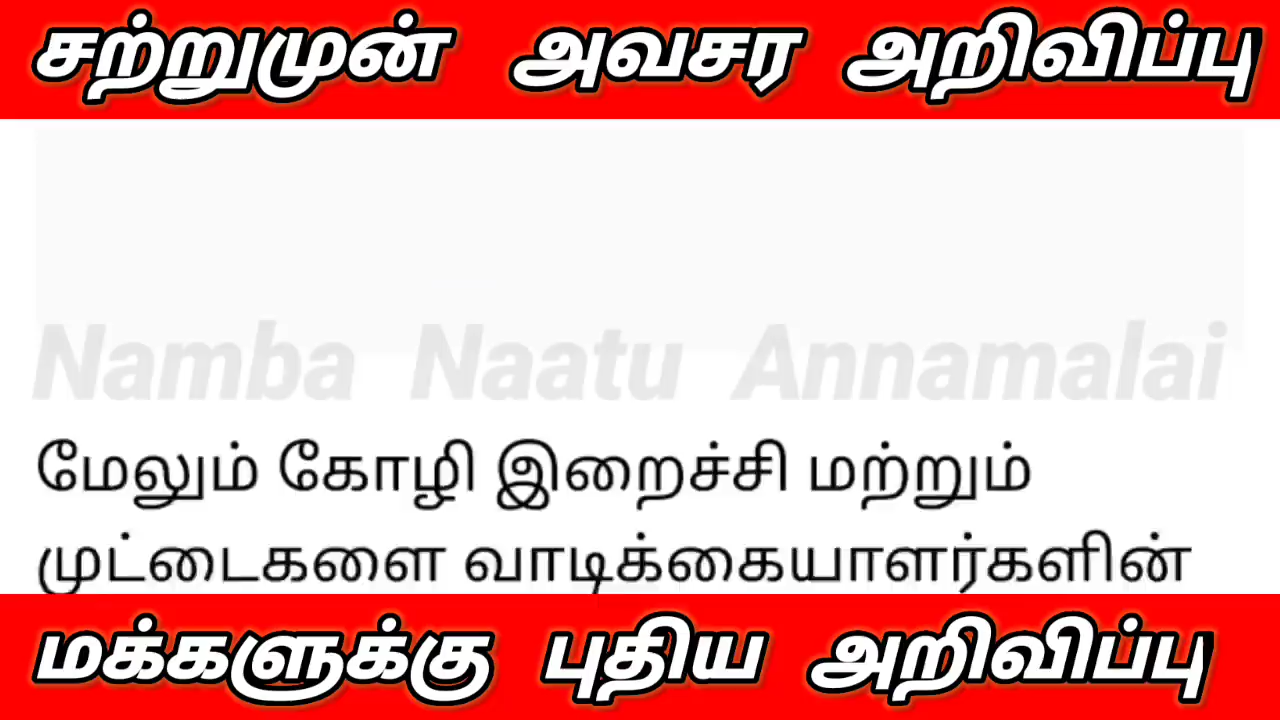 சற்றுமுன் அவசர அறிவிப்பு
Namba Naatu Annamalai
மேலும் கோழி இறைச்சி மற்றும்
முட்டைகளை வாடிக்கையாளர்களின்
மக்களுக்கு புதிய அறிவிப்பு